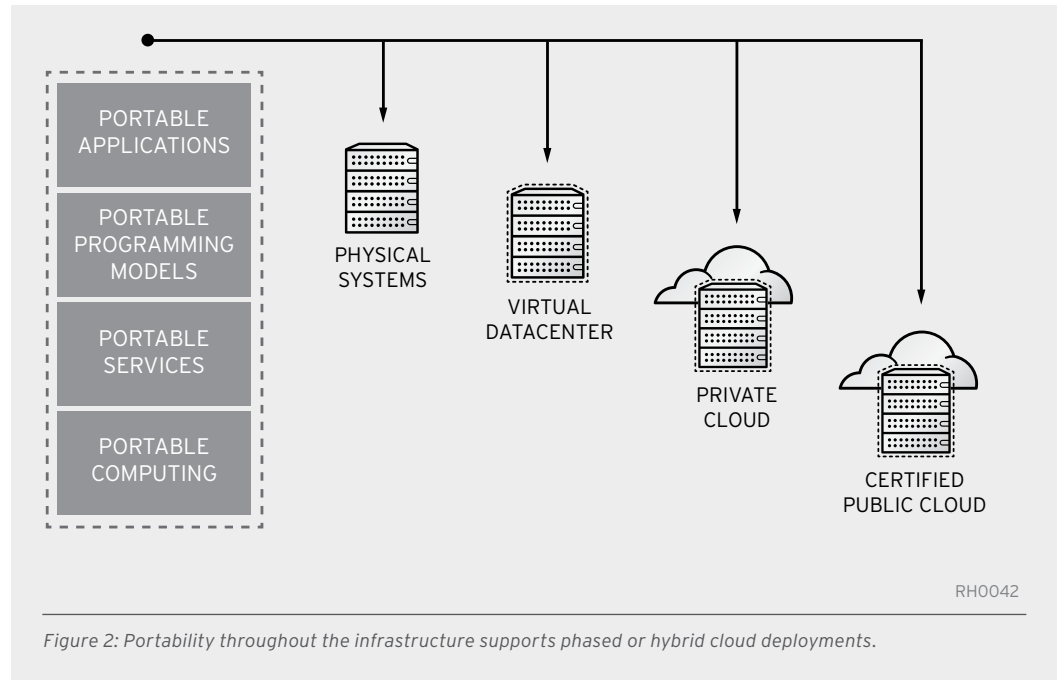 PORTABLE
APPLICATIONS
PORTABLE
PROGRAMMING
MODELS
PORTABLE
SERVICES
PORTABLE
COMPUTING
PHYSICAL
SYSTEMS
VIRTUAL
DATACENTER
PRIVATE
CLOUD
CERTIFIED
PUBLIC CLOUD
RH0042
Figure 2: Portability throughout the infrastructure supports phased or hybrid cloud deployments.